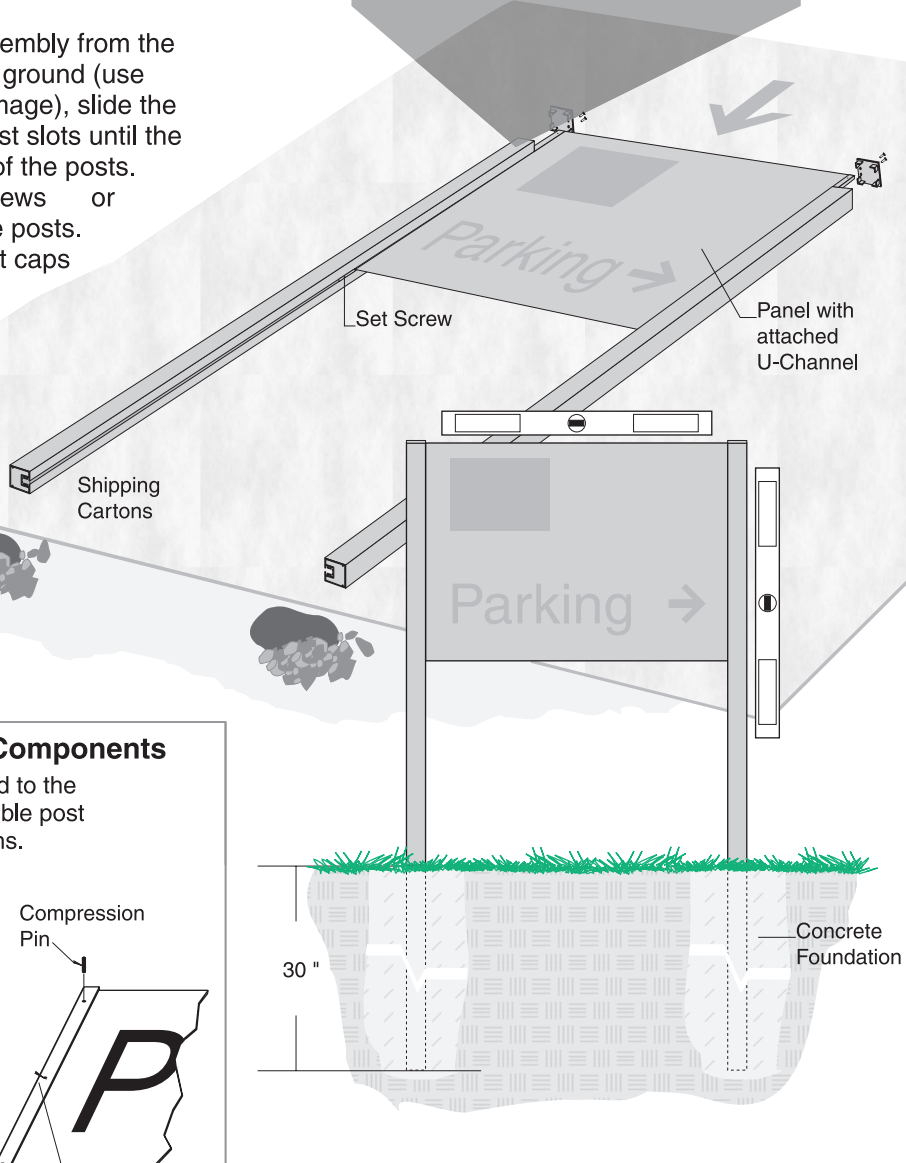 embly from the
ground (use
mage), slide the
st slots until the
of the posts.
ews or
e posts.
t caps
Parking
Set Screw
Panel with
attached
U-Channel
Shipping
Cartons
Parking
Components
d to the
ble post
ns.
Compression
Pin
P
30 "
Concrete
Foundation